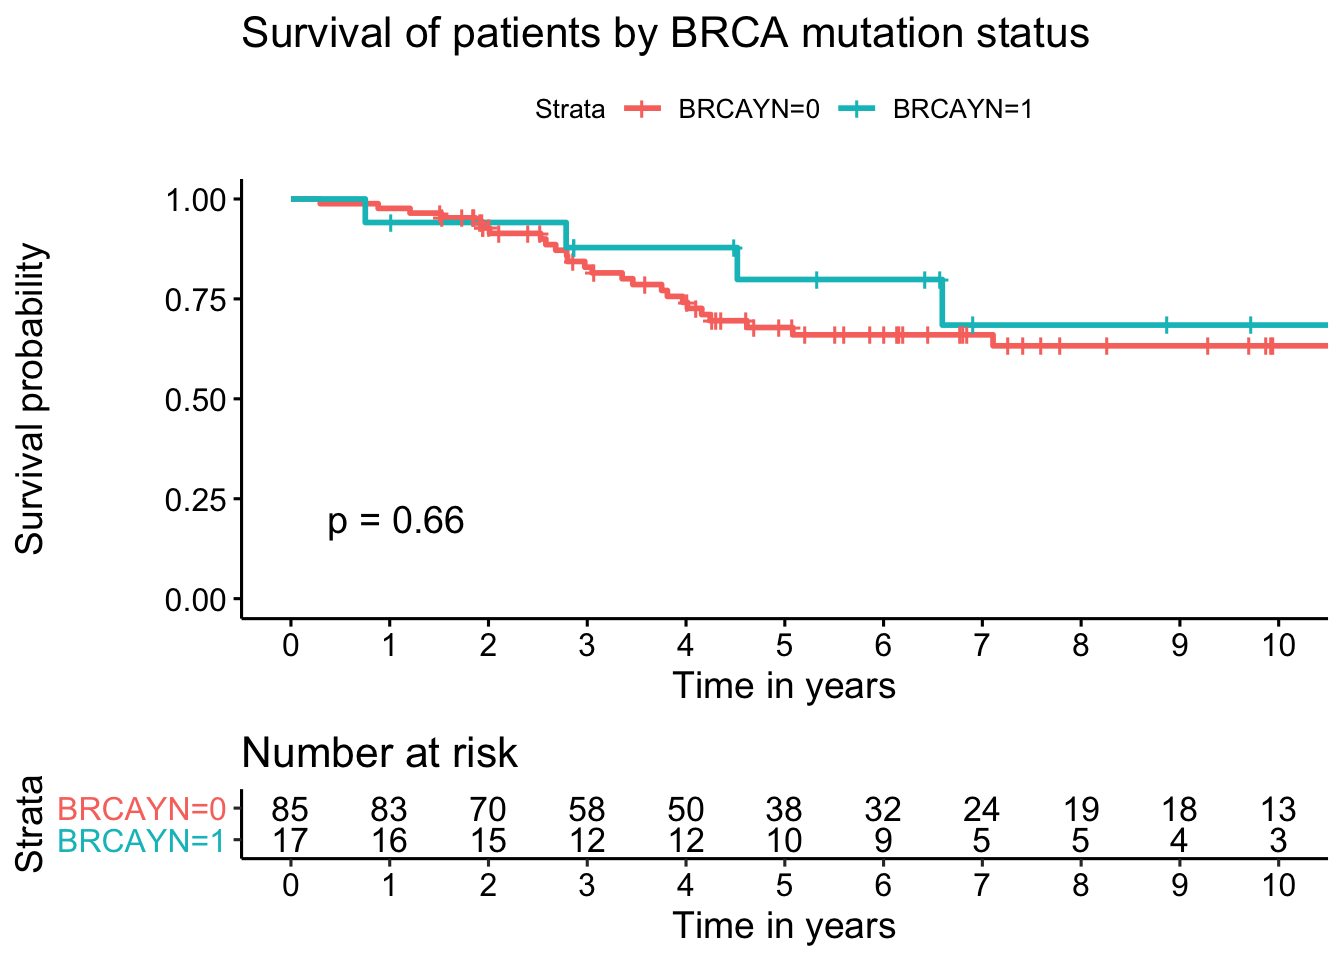 Survival of patients by BRCA mutation status
Strata BRCAYN=0 BRCAYN=1
Survival probability
1.00
0.75
0.50
0.25
0.00
p = 0.66
0 1 2 3 4 5 6 7 8 9 10
Time in years
Number at risk
Strata
BRCAYN=0 85 83 70 58 50 38 32 24 19 18 13
BRCAYN=1 17 16 15 12 12 10 9 5 5 4 3
0 1 2 3 4 5 6 7 8 9 10
Time in years